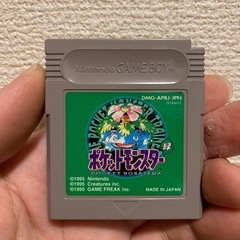 Nintendo GAME BOY™
DMG-APBJ-JPN
ポケットモンスター 緑
POCKET MONSTERS
©1995 Nintendo
©1995 Creatures inc.
©1995 GAME FREAK inc.
MADE IN JAPAN